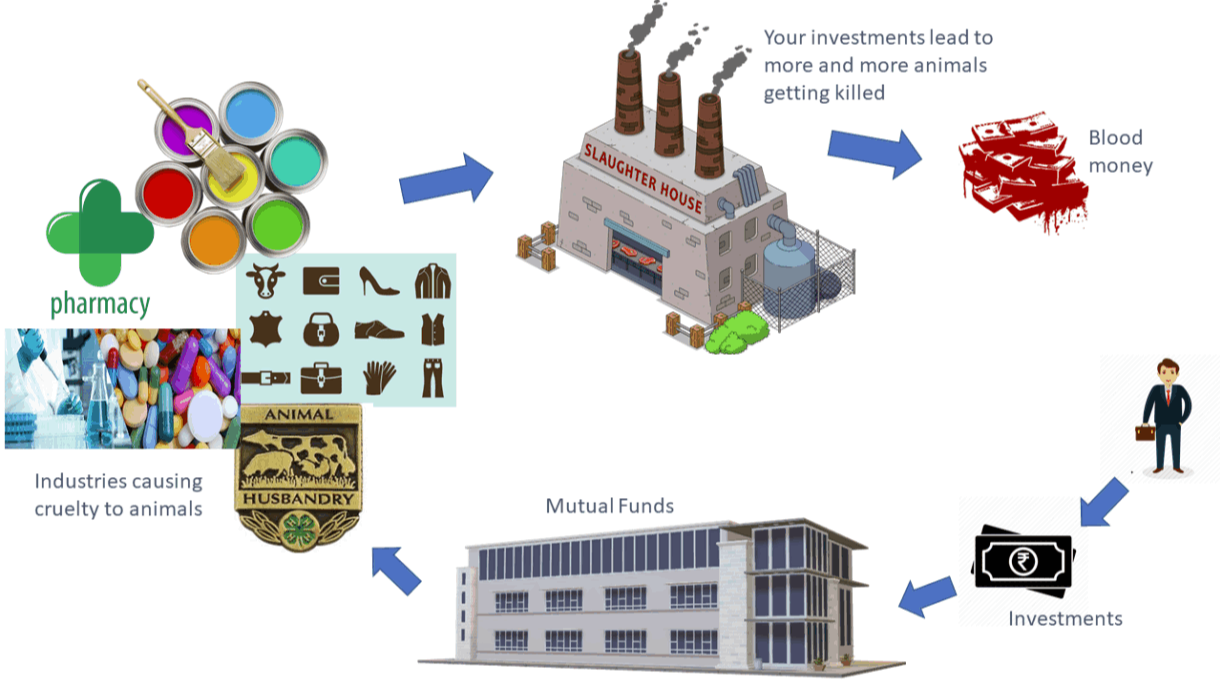 Your investments lead to
more and more animals
getting killed
SLAUGHTER HOUSE
Blood
money
pharmacy
ANIMAL
HUSBANDRY
Industries causing
cruelty to animals
Mutual Funds
₹
Investments